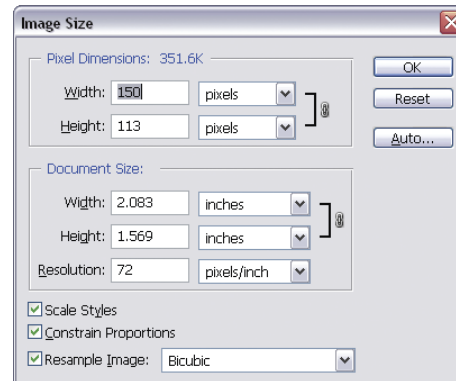 Image Size
Pixel Dimensions: 351.6K
Width: 150 pixels
Height: 113 pixels
OK
Reset
Auto...
Document Size:
Width: 2.083 inches
Height: 1.569 inches
Resolution: 72 pixels/inch
Scale Styles
Constrain Proportions
Resample Image: Bicubic